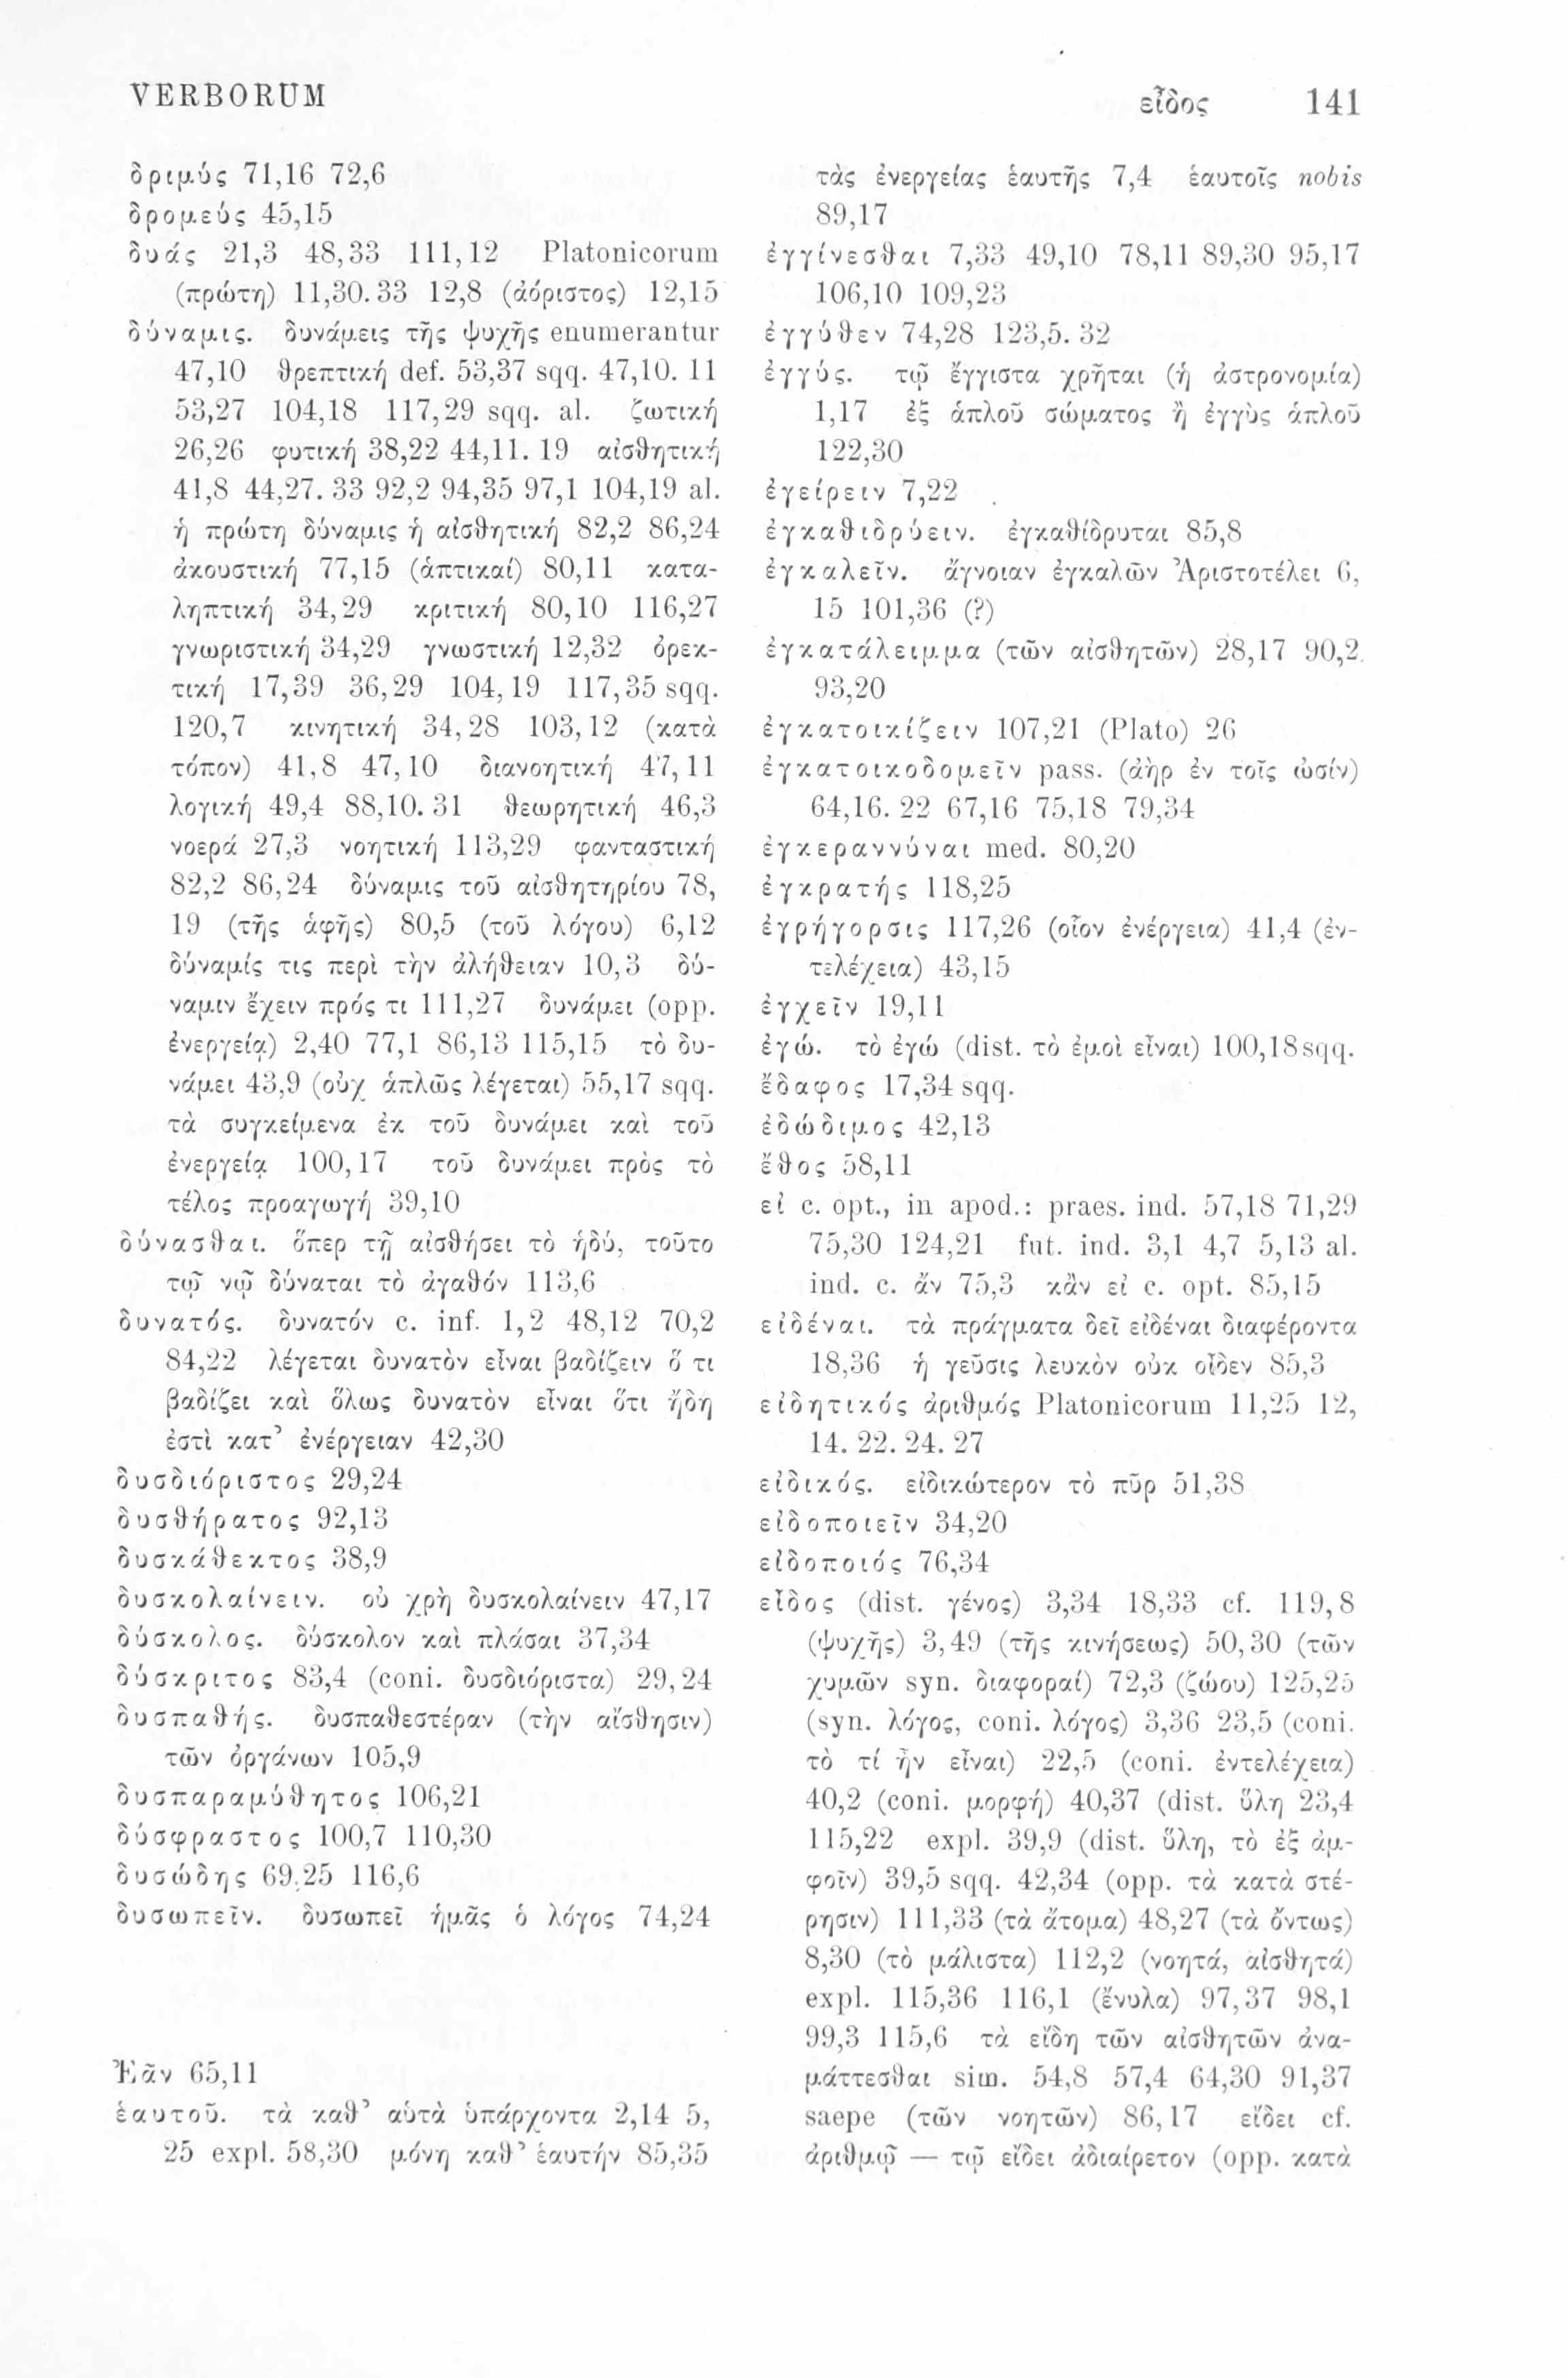 VERBORUM εἶδος 141
δριμύς 71,16 72,6
δρομεύς 45,15
δυάς 21,3 48,33 111,12 Platonicorum
(πρώτη) 11,30. 33 12,8 (ἀόριστος) 12,15
δύναμις. δυνάμεις τῆς ψυχῆς enumerantur
47,10 θρεπτική def. 53,37 sqq. 47,10. 11
53,27 104,18 117,29 sqq. al. ζωτική
26,26 φυτική 38,22 44,11. 19 αἰσθητική
41,8 44,27. 33 92,2 94,35 97,1 104,19 al.
ἡ πρώτη δύναμις ἡ αἰσθητική 82,2 86,24
ἀκουστική 77,15 (ἁπτικαί) 80,11 κατα-
ληπτική 34,29 κριτική 80,10 116,27
γνωριστική 34,29 γνωστική 12,32 ὀρεκ-
τική 17,39 36,29 104,19 117,35 sqq.
120,7 κινητική 34,28 103,12 (κατὰ
τόπον) 41,8 47,10 διανοητική 47,11
λογική 49,4 88,10. 31 θεωρητική 46,3
νοερά 27,3 νοητική 113,29 φανταστική
82,2 86,24 δύναμις τοῦ αἰσθητηρίου 78,
19 (τῆς ἁφῆς) 80,5 (τοῦ λόγου) 6,12
δύναμίς τις περὶ τὴν ἀλήθειαν 10,3 δύ-
ναμιν ἔχειν πρός τι 111,27 δυνάμει (opp.
ἐνεργείᾳ) 2,40 77,1 86,13 115,15 τὸ δυ-
νάμει 43,9 (οὐχ ἁπλῶς λέγεται) 55,17 sqq.
τὰ συγκείμενα ἐκ τοῦ δυνάμει καὶ τοῦ
ἐνεργείᾳ 100,17 τοῦ δυνάμει πρὸς τὸ
τέλος προαγωγή 39,10
δύνασθαι. ὅπερ τῇ αἰσθήσει τὸ ἡδύ, τοῦτο
τῷ νῷ δύναται τὸ ἀγαθόν 113,6
δυνατός. δυνατόν c. inf. 1,2 48,12 70,2
84,22 λέγεται δυνατὸν εἶναι βαδίζειν ὅ τι
βαδίζει καὶ ὅλως δυνατὸν εἶναι ὅτι ἤδη
ἐστὶ κατ’ ἐνέργειαν 42,30
δυσδιόριστος 29,24
δυσθήρατος 92,13
δυσκάθεκτος 38,9
δυσκολαίνειν. οὐ χρὴ δυσκολαίνειν 47,17
δύσκολος. δύσκολον καὶ πλάσαι 37,34
δύσκριτος 83,4 (coni. δυσδιόριστα) 29,24
δυσπαθής. δυσπαθεστέραν (τὴν αἴσθησιν)
τῶν ὀργάνων 105,9
δυσπαραμύθητος 106,21
δύσφραστος 100,7 110,30
δυσώδης 69,25 116,6
δυσωπεῖν. δυσωπεῖ ἡμᾶς ὁ λόγος 74,24
Ἐᾶν 65,11
ἑαυτοῦ. τὰ καθ’ αὑτὰ ὑπάρχοντα 2,14 5,
25 expl. 58,30 μόνη καθ’ ἑαυτήν 85,35
τὰς ἐνεργείας ἑαυτῆς 7,4 ἑαυτοῖς nobis
89,17
ἐγγίνεσθαι 7,33 49,10 78,11 89,30 95,17
106,10 109,23
ἐγγύθεν 74,28 123,5. 32
ἐγγύς. τῷ ἔγγιστα χρῆται (ἡ ἀστρονομία)
1,17 ἐξ ἁπλοῦ σώματος ἢ ἐγγὺς ἁπλοῦ
122,30
ἐγείρειν 7,22
ἐγκαθιδρύειν. ἐγκαθίδρυται 85,8
ἐγκαλεῖν. ἄγνοιαν ἐγκαλῶν Ἀριστοτέλει 6,
15 101,36 (?)
ἐγκατάλειμμα (τῶν αἰσθητῶν) 28,17 90,2
93,20
ἐγκατοικίζειν 107,21 (Plato) 26
ἐγκατοικοδομεῖν pass. (ἀὴρ ἐν τοῖς ὠσίν)
64,16. 22 67,16 75,18 79,34
ἐγκεραννύναι med. 80,20
ἐγκρατής 118,25
ἐγρήγορσις 117,26 (οἷον ἐνέργεια) 41,4 (ἐν-
τελέχεια) 43,15
ἐγχεῖν 19,11
ἐγώ. τὸ ἐγώ (dist. τὸ ἐμοὶ εἶναι) 100,18 sqq.
ἔδαφος 17,34 sqq.
ἐδώδιμος 42,13
ἔθος 58,11
εἰ c. opt., in apod.: praes. ind. 57,18 71,29
75,30 124,21 fut. ind. 3,1 4,7 5,13 al.
ind. c. ἄν 75,3 κἂν εἰ c. opt. 85,15
εἰδέναι. τὰ πράγματα δεῖ εἰδέναι διαφέροντα
18,36 ἡ γεῦσις λευκὸν οὐκ οἶδεν 85,3
εἰδητικός ἀριθμός Platonicorum 11,25 12,
14. 22. 24. 27
εἰδικός. εἰδικώτερον τὸ πῦρ 51,38
εἰδοποιεῖν 34,20
εἰδοποιός 76,34
εἶδος (dist. γένος) 3,34 18,33 cf. 119,8
(ψυχῆς) 3,49 (τῆς κινήσεως) 50,30 (τῶν
χυμῶν syn. διαφοραί) 72,3 (ζώου) 125,25
(syn. λόγος, coni. λόγος) 3,36 23,5 (coni.
τὸ τί ἦν εἶναι) 22,5 (coni. ἐντελέχεια)
40,2 (coni. μορφή) 40,37 (dist. ὕλη 23,4
115,22 expl. 39,9 (dist. ὕλη, τὸ ἐξ ἀμ-
φοῖν) 39,5 sqq. 42,34 (opp. τὰ κατὰ στέ-
ρησιν) 111,33 (τὰ ἄτομα) 48,27 (τὰ ὄντως)
8,30 (τὸ μάλιστα) 112,2 (νοητά, αἰσθητά)
expl. 115,36 116,1 (ἔνυλα) 97,37 98,1
99,3 115,6 τὰ εἴδη τῶν αἰσθητῶν ἀνα-
μάττεσθαι sim. 54,8 57,4 64,30 91,37
saepe (τῶν νοητῶν) 86,17 εἴδει cf.
ἀριθμῷ — τῷ εἴδει ἀδιαίρετον (opp. κατὰ